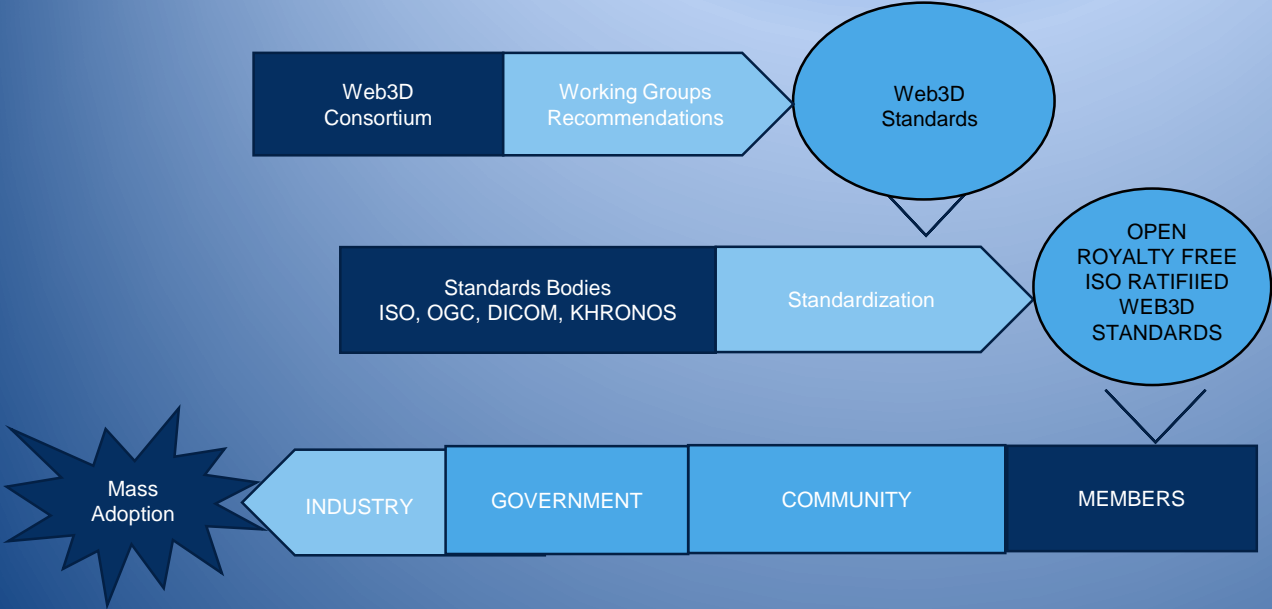 Web3D
Consortium
Working Groups
Recommendations
Web3D
Standards
Standards Bodies
ISO, OGC, DICOM, KHRONOS
Standardization
OPEN
ROYALTY FREE
ISO RATIFIIED
WEB3D
STANDARDS
Mass
Adoption
INDUSTRY
GOVERNMENT
COMMUNITY
MEMBERS